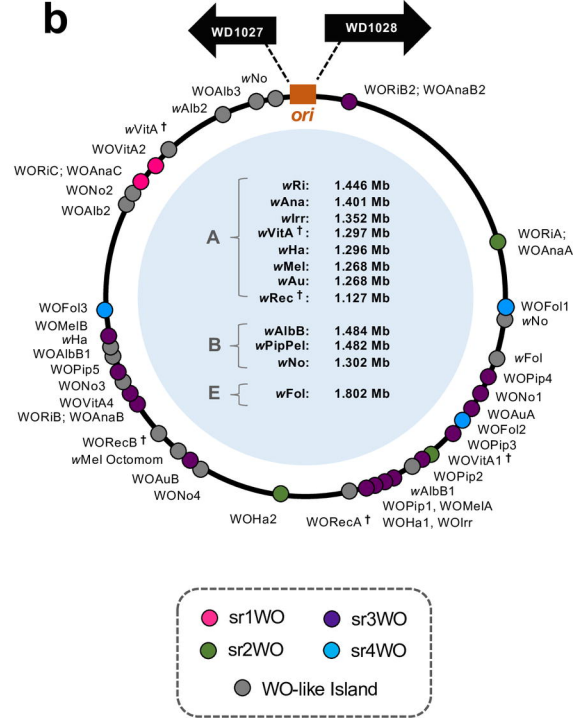 b
WD1027
WD1028
wNo
WOAlb3
wAlb2
wVitA †
WOVitA2
WORiC; WOAnaC
WONo2
WOAlb2
ori
WORiB2; WOAnaB2
WORiA;
WOAnaA
A
wRi: 1.446 Mb
wAna: 1.401 Mb
wIrr: 1.352 Mb
wVitA †: 1.297 Mb
wHa: 1.296 Mb
wMel: 1.268 Mb
wAu: 1.268 Mb
wRec †: 1.127 Mb
B
wAlbB: 1.484 Mb
wPipPel: 1.482 Mb
wNo: 1.302 Mb
E
wFol: 1.802 Mb
WOFol3
WOMelB
wHa
WOAlbB1
WOPip5
WONo3
WOVitA4
WORiB; WOAnaB
WORecB †
wMel Octomom
WOAuB
WONo4
WOHa2
WOFol1
wNo
wFol
WOPip4
WONo1
WOAuA
WOFol2
WOPip3
WOVitA1 †
WOPip2
wAlbB1
WOPip1, WOMelA
WOHa1, WOIrr
WORecA †
sr1WO
sr3WO
sr2WO
sr4WO
WO-like Island